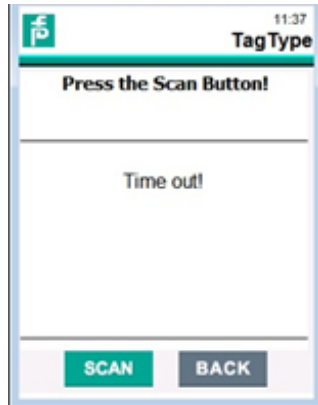 11:37
TagType
Press the Scan Button!
Time out!
SCAN BACK